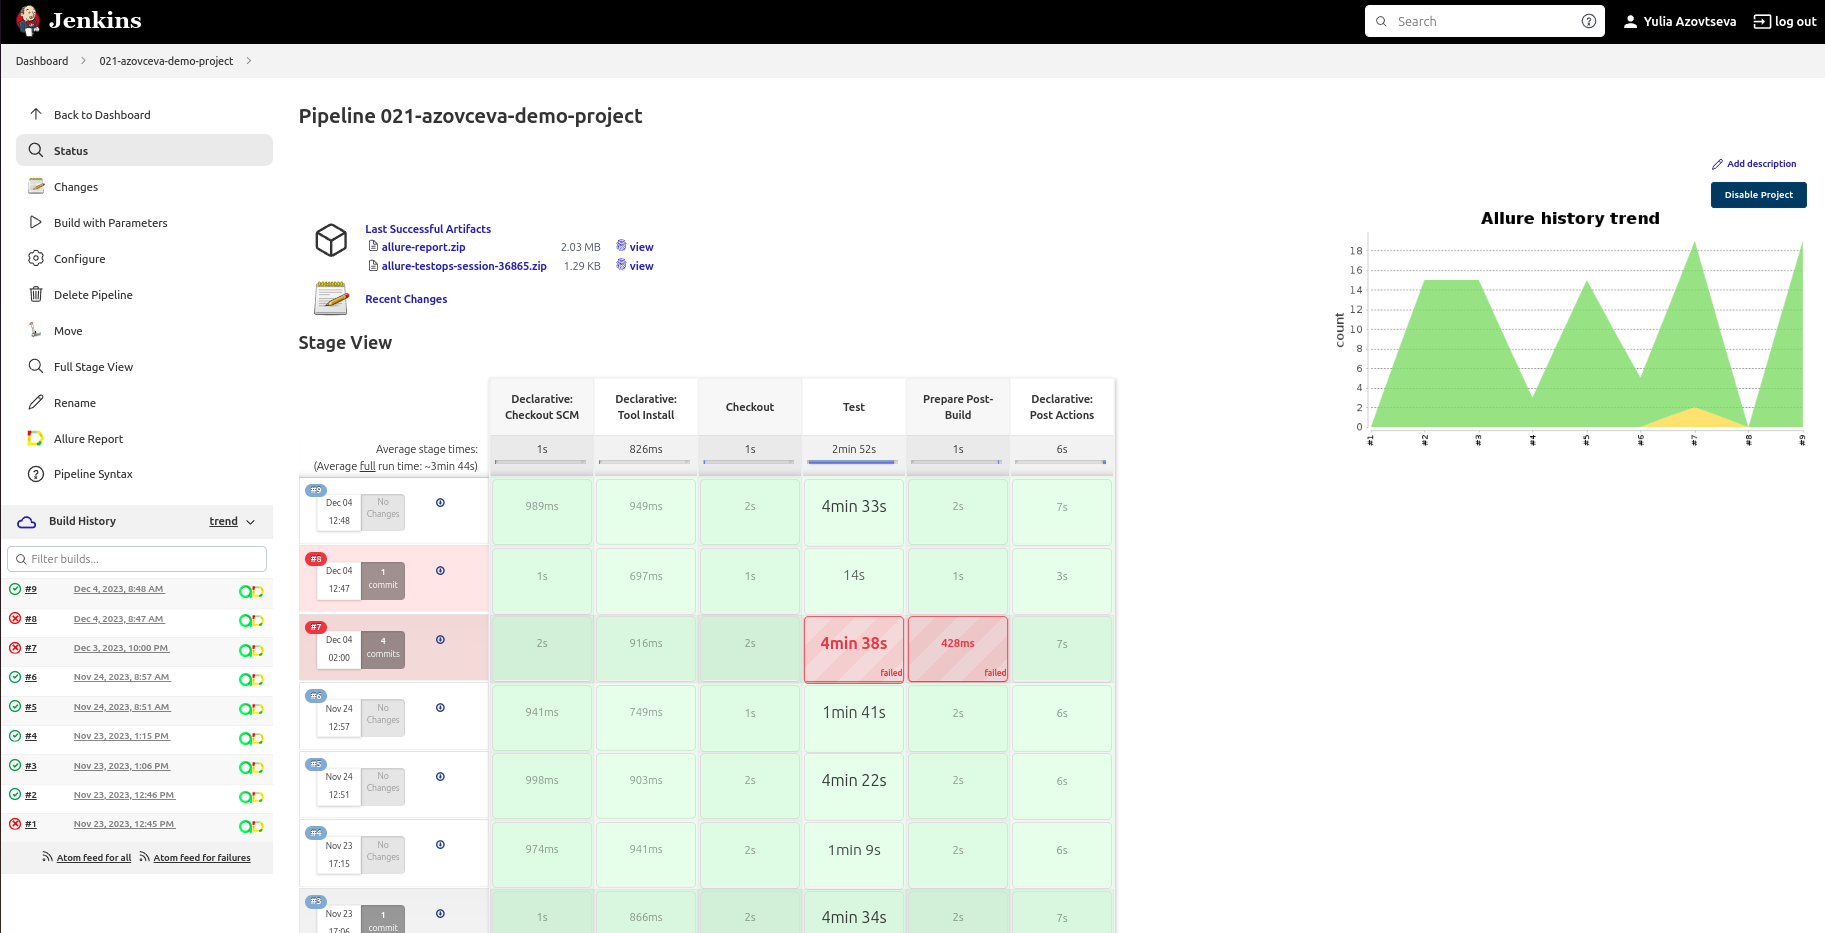 Jenkins
Search
Yulia Azovtseva
log out
Dashboard
021-azovceva-demo-project
Back to Dashboard
Status
Changes
Build with Parameters
Configure
Delete Pipeline
Move
Full Stage View
Rename
Allure Report
Pipeline Syntax
Build History
trend
Filter builds...
#9 Dec 4, 2023, 8:48 AM
#8 Dec 4, 2023, 8:47 AM
#7 Dec 3, 2023, 10:00 PM
#6 Nov 24, 2023, 8:57 AM
#5 Nov 24, 2023, 8:51 AM
#4 Nov 23, 2023, 1:15 PM
#3 Nov 23, 2023, 1:06 PM
#2 Nov 23, 2023, 12:46 PM
#1 Nov 23, 2023, 12:45 PM
Atom feed for all Atom feed for failures
Pipeline 021-azovceva-demo-project
Add description
Disable Project
Last Successful Artifacts
allure-report.zip 2.03 MB view
allure-testops-session-36865.zip 1.29 KB view
Recent Changes
Stage View
Declarative: Checkout SCM
Declarative: Tool Install
Checkout
Test
Prepare Post-Build
Declarative: Post Actions
Average stage times:
(Average full run time: ~3min 44s)
1s 826ms 1s 2min 52s 1s 6s
#9
Dec 04
12:48
No Changes
989ms 949ms 2s 4min 33s 2s 7s
#8
Dec 04
12:47
1 commit
1s 697ms 1s 14s 1s 3s
#7
Dec 04
02:00
4 commits
2s 916ms 2s 4min 38s failed 428ms failed 7s
#6
Nov 24
12:57
No Changes
941ms 749ms 1s 1min 41s 2s 6s
#5
Nov 24
12:51
No Changes
998ms 903ms 2s 4min 22s 2s 6s
#4
Nov 23
17:15
No Changes
974ms 941ms 2s 1min 9s 2s 6s
#3
Nov 23
17:06
1 commit
1s 866ms 2s 4min 34s 2s 7s
Allure history trend
count
18
16
14
12
10
8
6
4
2
0
#1 #2 #3 #4 #5 #6 #7 #8 #9